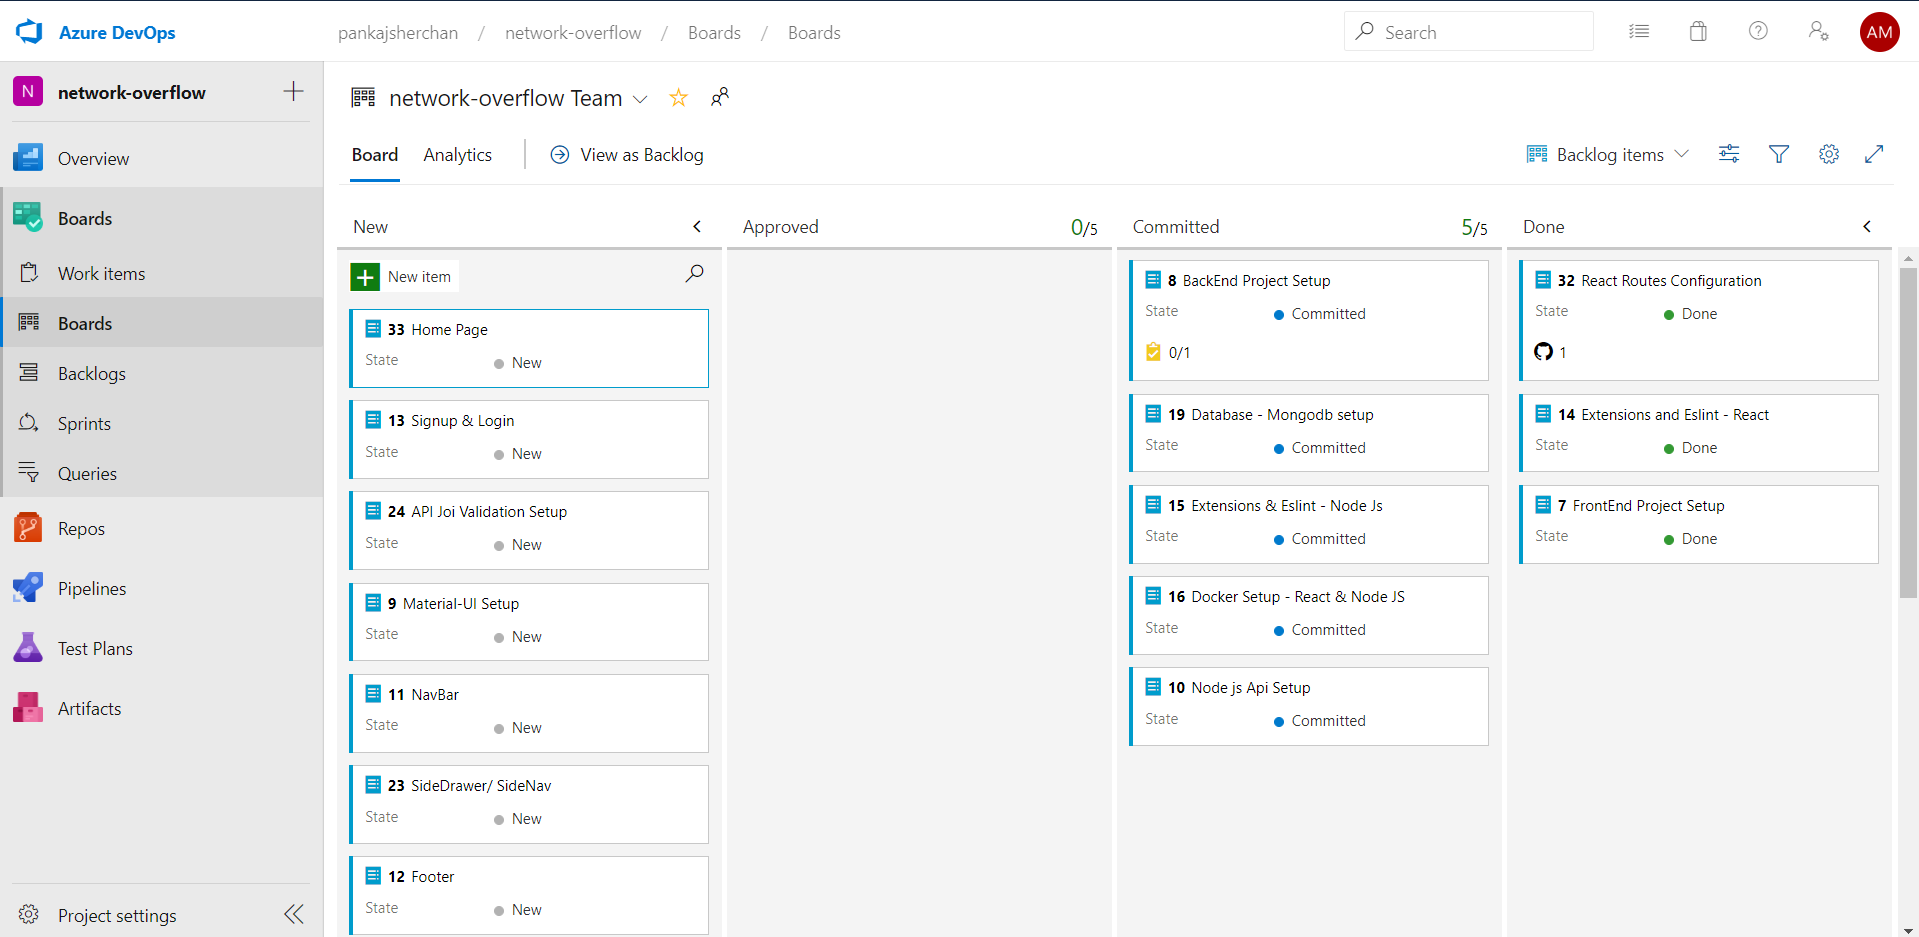 Azure DevOps
pankajsherchan / network-overflow / Boards / Boards
Search
AM
N network-overflow
Overview
Boards
Work items
Boards
Backlogs
Sprints
Queries
Repos
Pipelines
Test Plans
Artifacts
Project settings
network-overflow Team
Board Analytics View as Backlog
Backlog items
New
New item
33 Home Page
State New
13 Signup & Login
State New
24 API Joi Validation Setup
State New
9 Material-UI Setup
State New
11 NavBar
State New
23 SideDrawer/ SideNav
State New
12 Footer
State New
Approved 0/5
Committed 5/5
8 BackEnd Project Setup
State Committed
0/1
19 Database - Mongodb setup
State Committed
15 Extensions & Eslint - Node Js
State Committed
16 Docker Setup - React & Node JS
State Committed
10 Node js Api Setup
State Committed
Done
32 React Routes Configuration
State Done
1
14 Extensions and Eslint - React
State Done
7 FrontEnd Project Setup
State Done